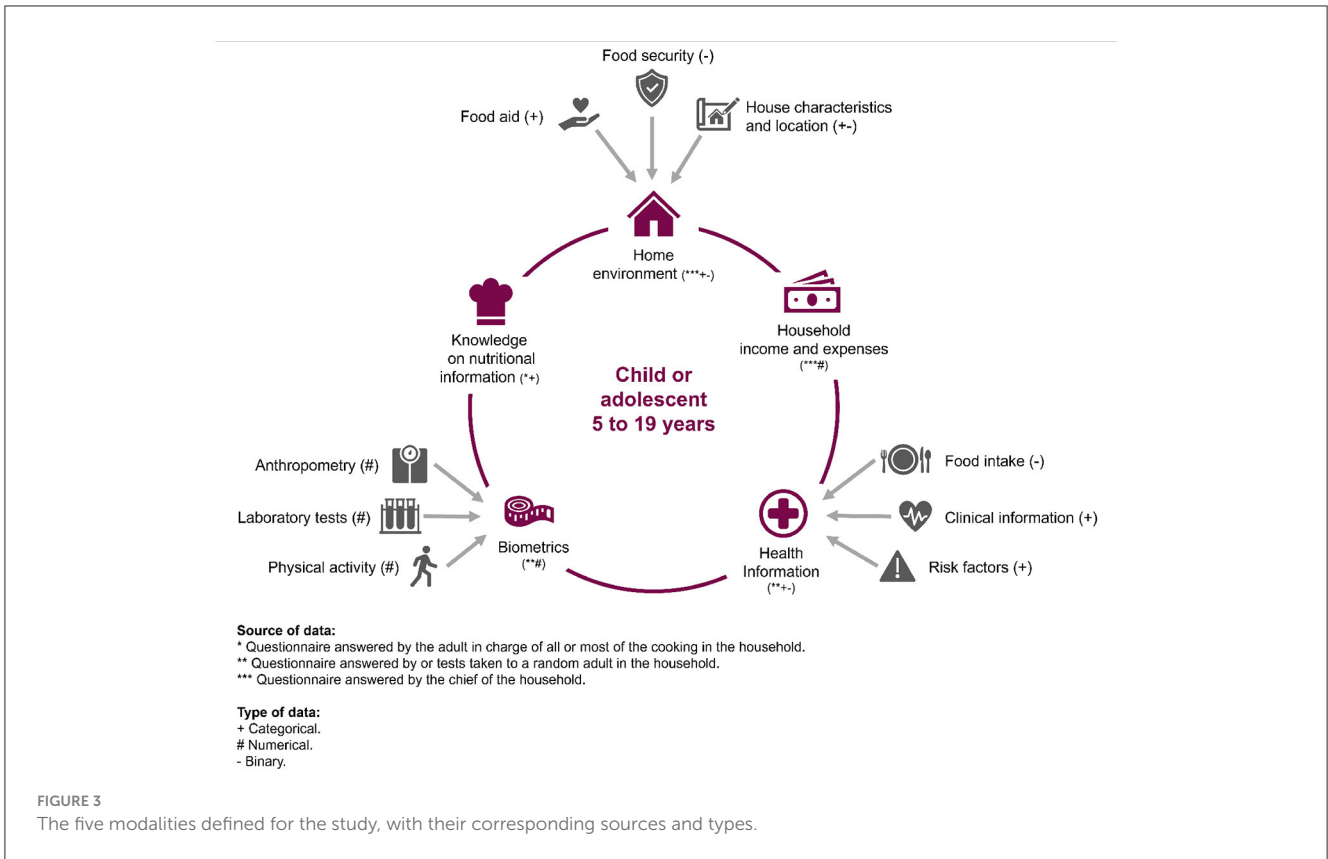 Food security (-)
Food aid (+)
House characteristics
and location (+-)
Home
environment (***+-)
Knowledge
on nutritional
information (*+)
Household
income and expenses
(***#)
Child or
adolescent
5 to 19 years
Anthropometry (#)
Laboratory tests (#)
Physical activity (#)
Biometrics
(**#)
Food intake (-)
Clinical information (+)
Risk factors (+)
Health
Information
(**+-)
Source of data:
* Questionnaire answered by the adult in charge of all or most of the cooking in the household.
** Questionnaire answered by or tests taken to a random adult in the household.
*** Questionnaire answered by the chief of the household.
Type of data:
+ Categorical.
# Numerical.
- Binary.
FIGURE 3
The five modalities defined for the study, with their corresponding sources and types.